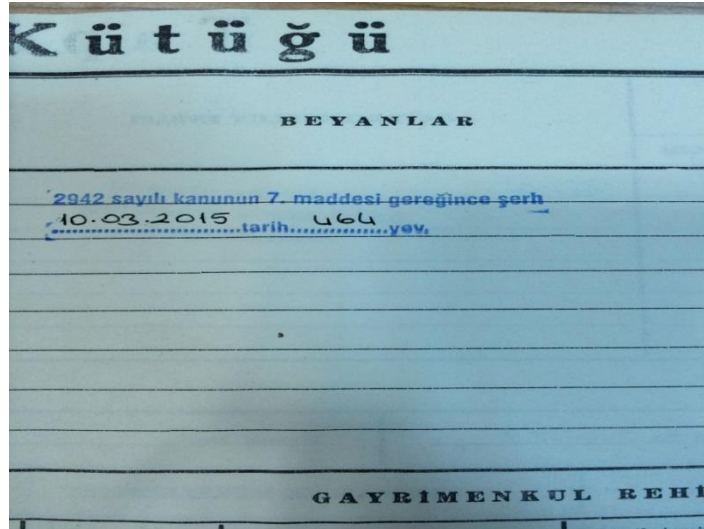 Kütüğü
BEYANLAR
2942 sayılı kanunun 7. maddesi gereğince şerh
10.03.2015 tarih 464 yev.
GAYRİMENKUL REHİ